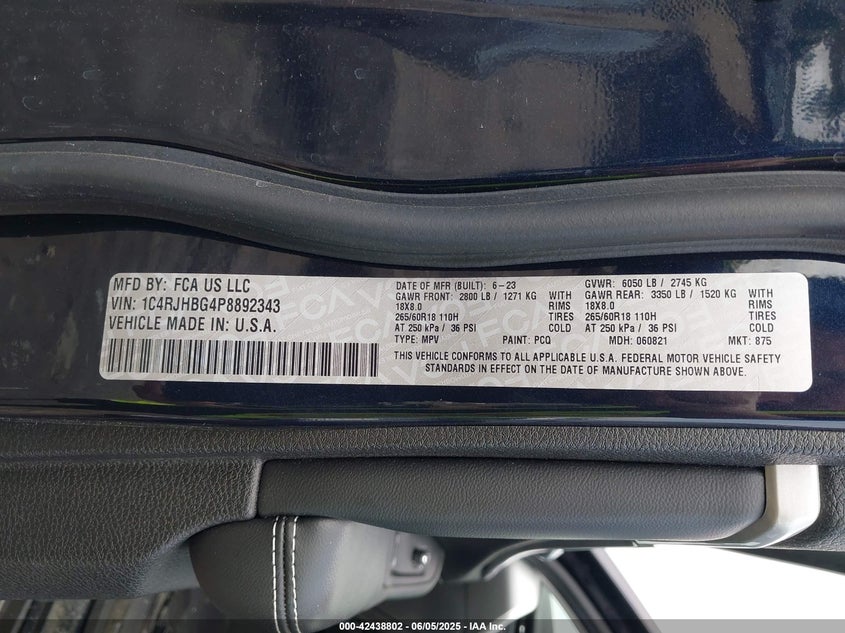 MFD BY: FCA US LLC
VIN: 1C4RJHBG4P8892343
VEHICLE MADE IN: U.S.A.
DATE OF MFR (BUILT): 6-23 GVWR: 6050 LB / 2745 KG
GAWR FRONT: 2800 LB / 1271 KG WITH GAWR REAR: 3350 LB / 1520 KG WITH
18X8.0 RIMS 18X8.0 RIMS
265/60R18 110H TIRES 265/60R18 110H TIRES
AT 250 kPa / 36 PSI COLD AT 250 kPa / 36 PSI COLD
TYPE: MPV PAINT: PCQ MDH: 060821 MKT: 875
THIS VEHICLE CONFORMS TO ALL APPLICABLE U.S.A. FEDERAL MOTOR VEHICLE SAFETY
STANDARDS IN EFFECT ON THE DATE OF MANUFACTURE SHOWN ABOVE.
000-42438802 - 06/05/2025 - IAA Inc.